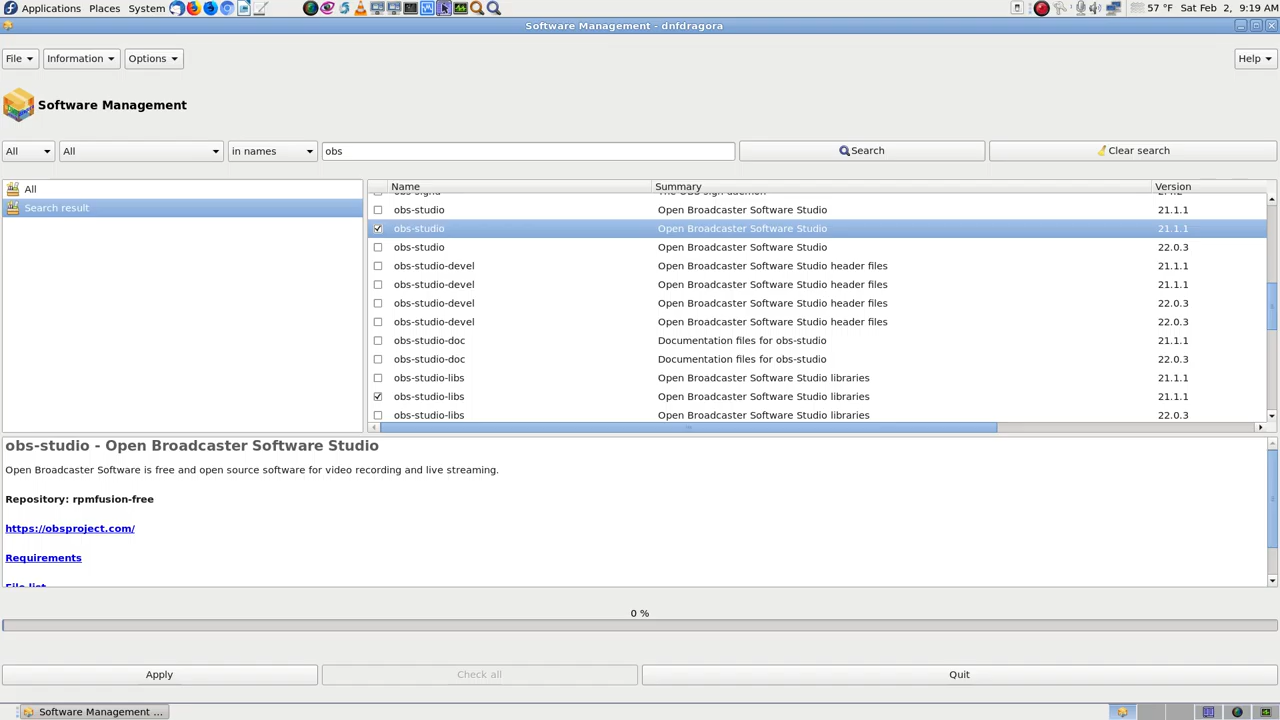 Applications Places System 57 °F Sat Feb 2, 9:19 AM
Software Management - dnfdragora
File Information Options Help
Software Management
All All in names obs Search Clear search
All
Search result
Name Summary Version
obs-studio Open Broadcaster Software Studio 21.1.1
obs-studio Open Broadcaster Software Studio 21.1.1
obs-studio Open Broadcaster Software Studio 22.0.3
obs-studio-devel Open Broadcaster Software Studio header files 21.1.1
obs-studio-devel Open Broadcaster Software Studio header files 21.1.1
obs-studio-devel Open Broadcaster Software Studio header files 22.0.3
obs-studio-devel Open Broadcaster Software Studio header files 22.0.3
obs-studio-doc Documentation files for obs-studio 21.1.1
obs-studio-doc Documentation files for obs-studio 22.0.3
obs-studio-libs Open Broadcaster Software Studio libraries 21.1.1
obs-studio-libs Open Broadcaster Software Studio libraries 21.1.1
obs-studio-libs Open Broadcaster Software Studio libraries 22.0.3
obs-studio - Open Broadcaster Software Studio
Open Broadcaster Software is free and open source software for video recording and live streaming.
Repository: rpmfusion-free
https://obsproject.com/
Requirements
File list
0 %
Apply Check all Quit
Software Management ...